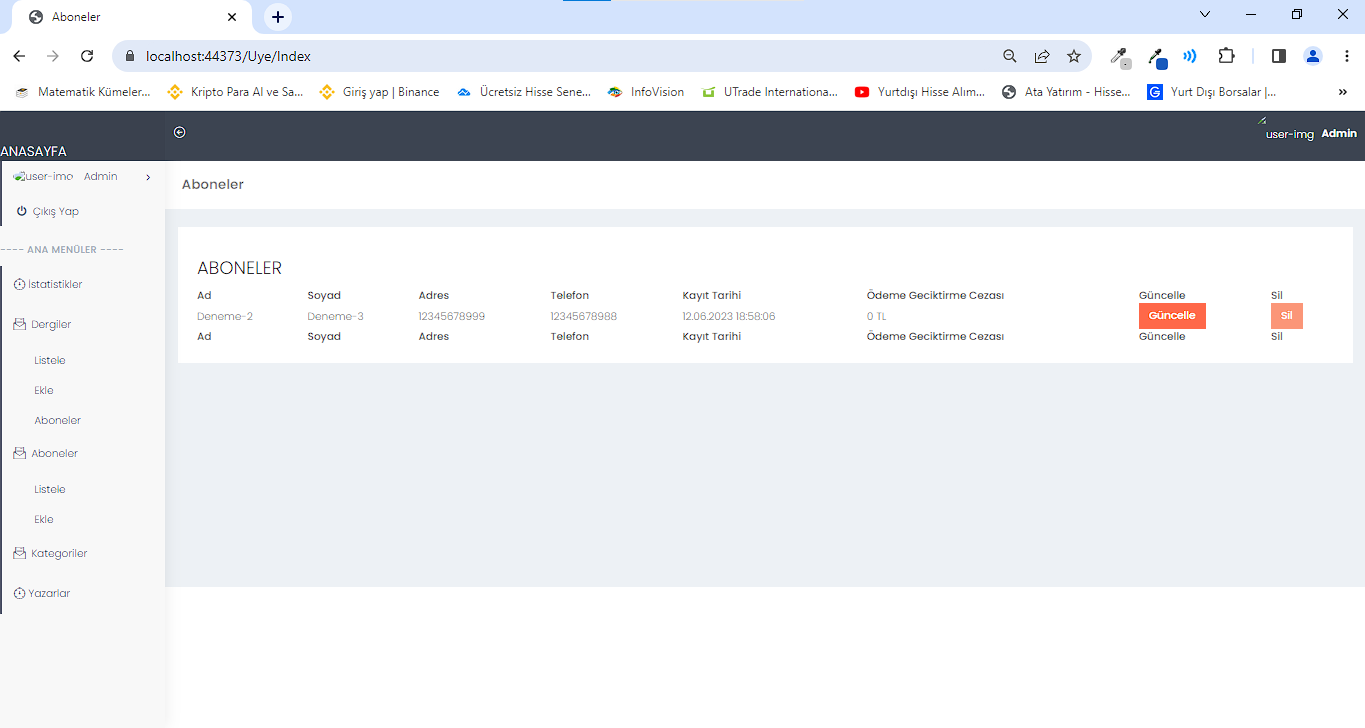 Aboneler
localhost:44373/Uye/Index
Matematik Kümeler... Kripto Para Al ve Sa... Giriş yap | Binance Ücretsiz Hisse Sene... InfoVision UTrade Internationa... Yurtdışı Hisse Alım... Ata Yatırım - Hisse... Yurt Dışı Borsalar |... »
user-img Admin
ANASAYFA
user-img Admin
Çıkış Yap
---- ANA MENÜLER ----
İstatistikler
Dergiler
Listele
Ekle
Aboneler
Aboneler
Listele
Ekle
Kategoriler
Yazarlar
Aboneler
ABONELER
Ad Soyad Adres Telefon Kayıt Tarihi Ödeme Geciktirme Cezası Güncelle Sil
Deneme-2 Deneme-3 12345678999 12345678988 12.06.2023 18:58:06 0 TL Güncelle Sil
Ad Soyad Adres Telefon Kayıt Tarihi Ödeme Geciktirme Cezası Güncelle Sil